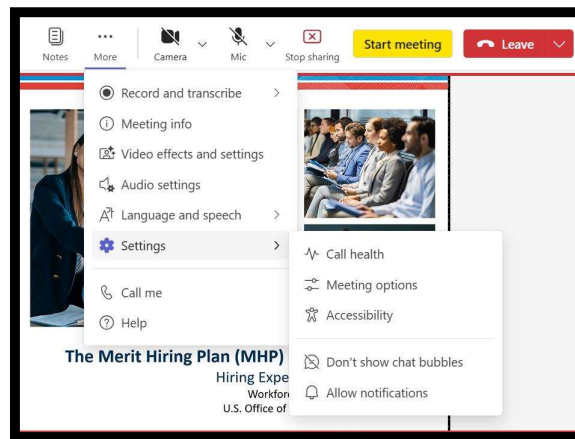 Notes
More
Camera
Mic
Stop sharing
Start meeting
Leave
Record and transcribe
Meeting info
Video effects and settings
Audio settings
Language and speech
Settings
Call me
Help
Call health
Meeting options
Accessibility
Don't show chat bubbles
Allow notifications
The Merit Hiring Plan (MHP)
Hiring Expe
Workfor
U.S. Office of